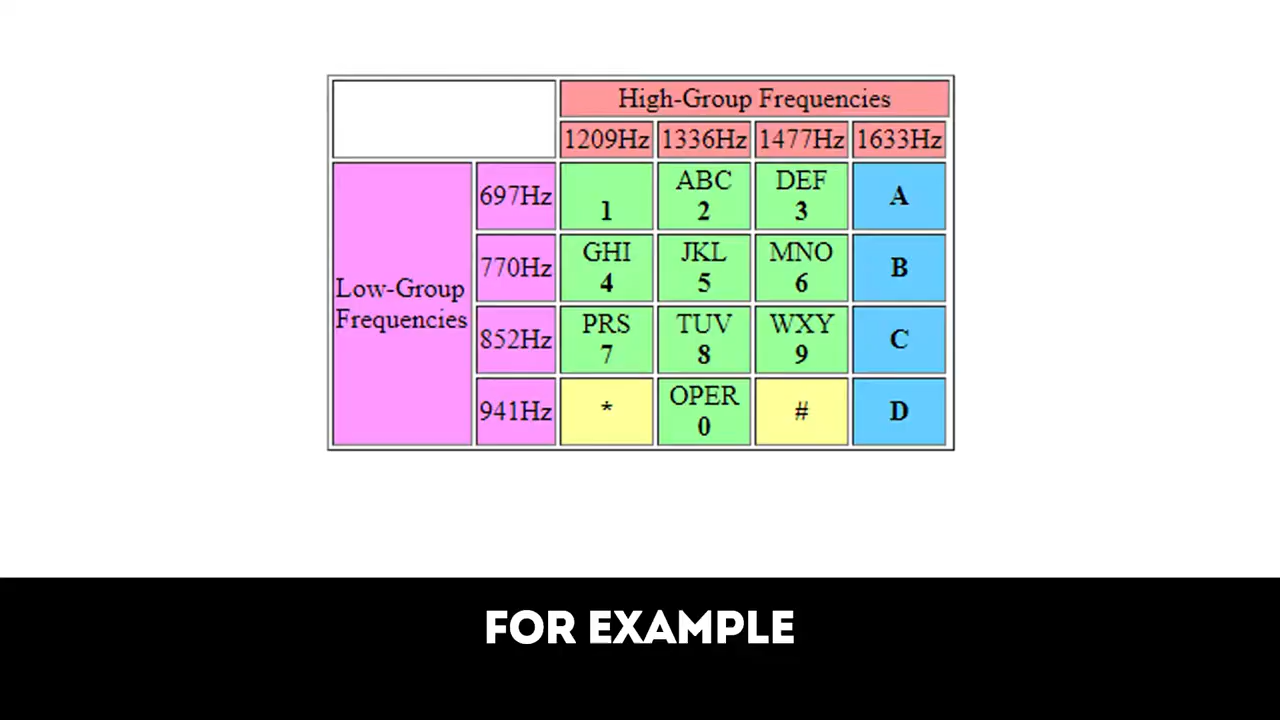 High-Group Frequencies
1209Hz 1336Hz 1477Hz 1633Hz
Low-Group
Frequencies
697Hz
1
ABC
2
DEF
3
A
770Hz
GHI
4
JKL
5
MNO
6
B
852Hz
PRS
7
TUV
8
WXY
9
C
941Hz
*
OPER
0
#
D
FOR EXAMPLE